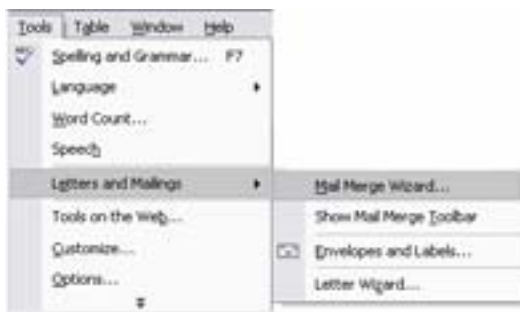 Tools Table Window Help
ABC Spelling and Grammar... F7
Language
Word Count...
Speech
Letters and Mailings
Mail Merge Wizard...
Tools on the Web...
Show Mail Merge Toolbar
Customize...
Envelopes and Labels...
Options...
Letter Wizard...